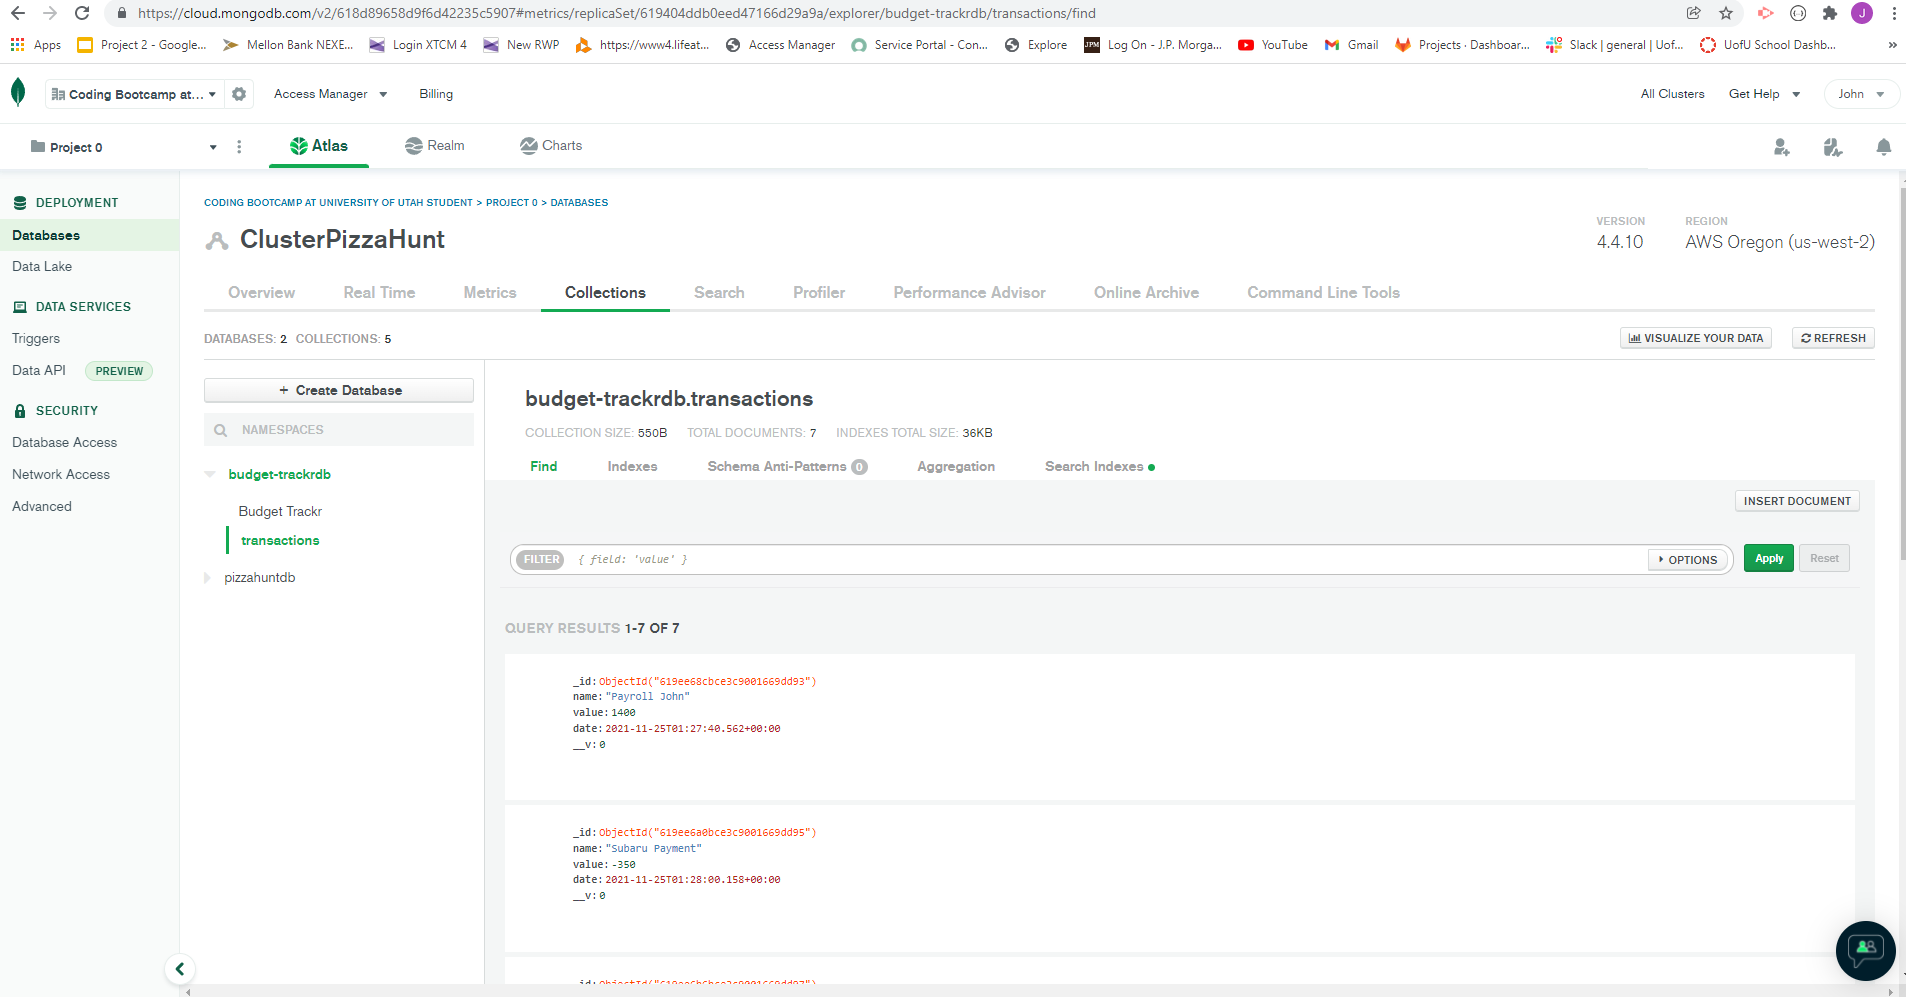 https://cloud.mongodb.com/v2/618d89658d9f6d42235c5907#metrics/replicaSet/619404ddb0eed47166d29a9a/explorer/budget-trackrdb/transactions/find
J
Apps Project 2 - Google... Mellon Bank NEXE... Login XTCM 4 New RWP https://www4.lifeat... Access Manager Service Portal - Con... Explore JPM Log On - J.P. Morga... YouTube Gmail Projects · Dashboar... Slack | general | Uof... UofU School Dashb... »
Coding Bootcamp at... Access Manager Billing All Clusters Get Help John
Project 0 Atlas Realm Charts
DEPLOYMENT
Databases
Data Lake
DATA SERVICES
Triggers
Data API PREVIEW
SECURITY
Database Access
Network Access
Advanced
CODING BOOTCAMP AT UNIVERSITY OF UTAH STUDENT > PROJECT 0 > DATABASES
ClusterPizzaHunt
VERSION REGION
4.4.10 AWS Oregon (us-west-2)
Overview Real Time Metrics Collections Search Profiler Performance Advisor Online Archive Command Line Tools
DATABASES: 2 COLLECTIONS: 5 VISUALIZE YOUR DATA REFRESH
+ Create Database
NAMESPACES
budget-trackrdb
Budget Trackr
transactions
pizzahuntdb
budget-trackrdb.transactions
COLLECTION SIZE: 550B TOTAL DOCUMENTS: 7 INDEXES TOTAL SIZE: 36KB
Find Indexes Schema Anti-Patterns 0 Aggregation Search Indexes
INSERT DOCUMENT
FILTER { field: 'value' } OPTIONS Apply Reset
QUERY RESULTS 1-7 OF 7
_id: ObjectId("619ee68cbce3c9001669dd93")
name: "Payroll John"
value: 1400
date: 2021-11-25T01:27:40.562+00:00
__v: 0
_id: ObjectId("619ee6a0bce3c9001669dd95")
name: "Subaru Payment"
value: -350
date: 2021-11-25T01:28:00.158+00:00
__v: 0